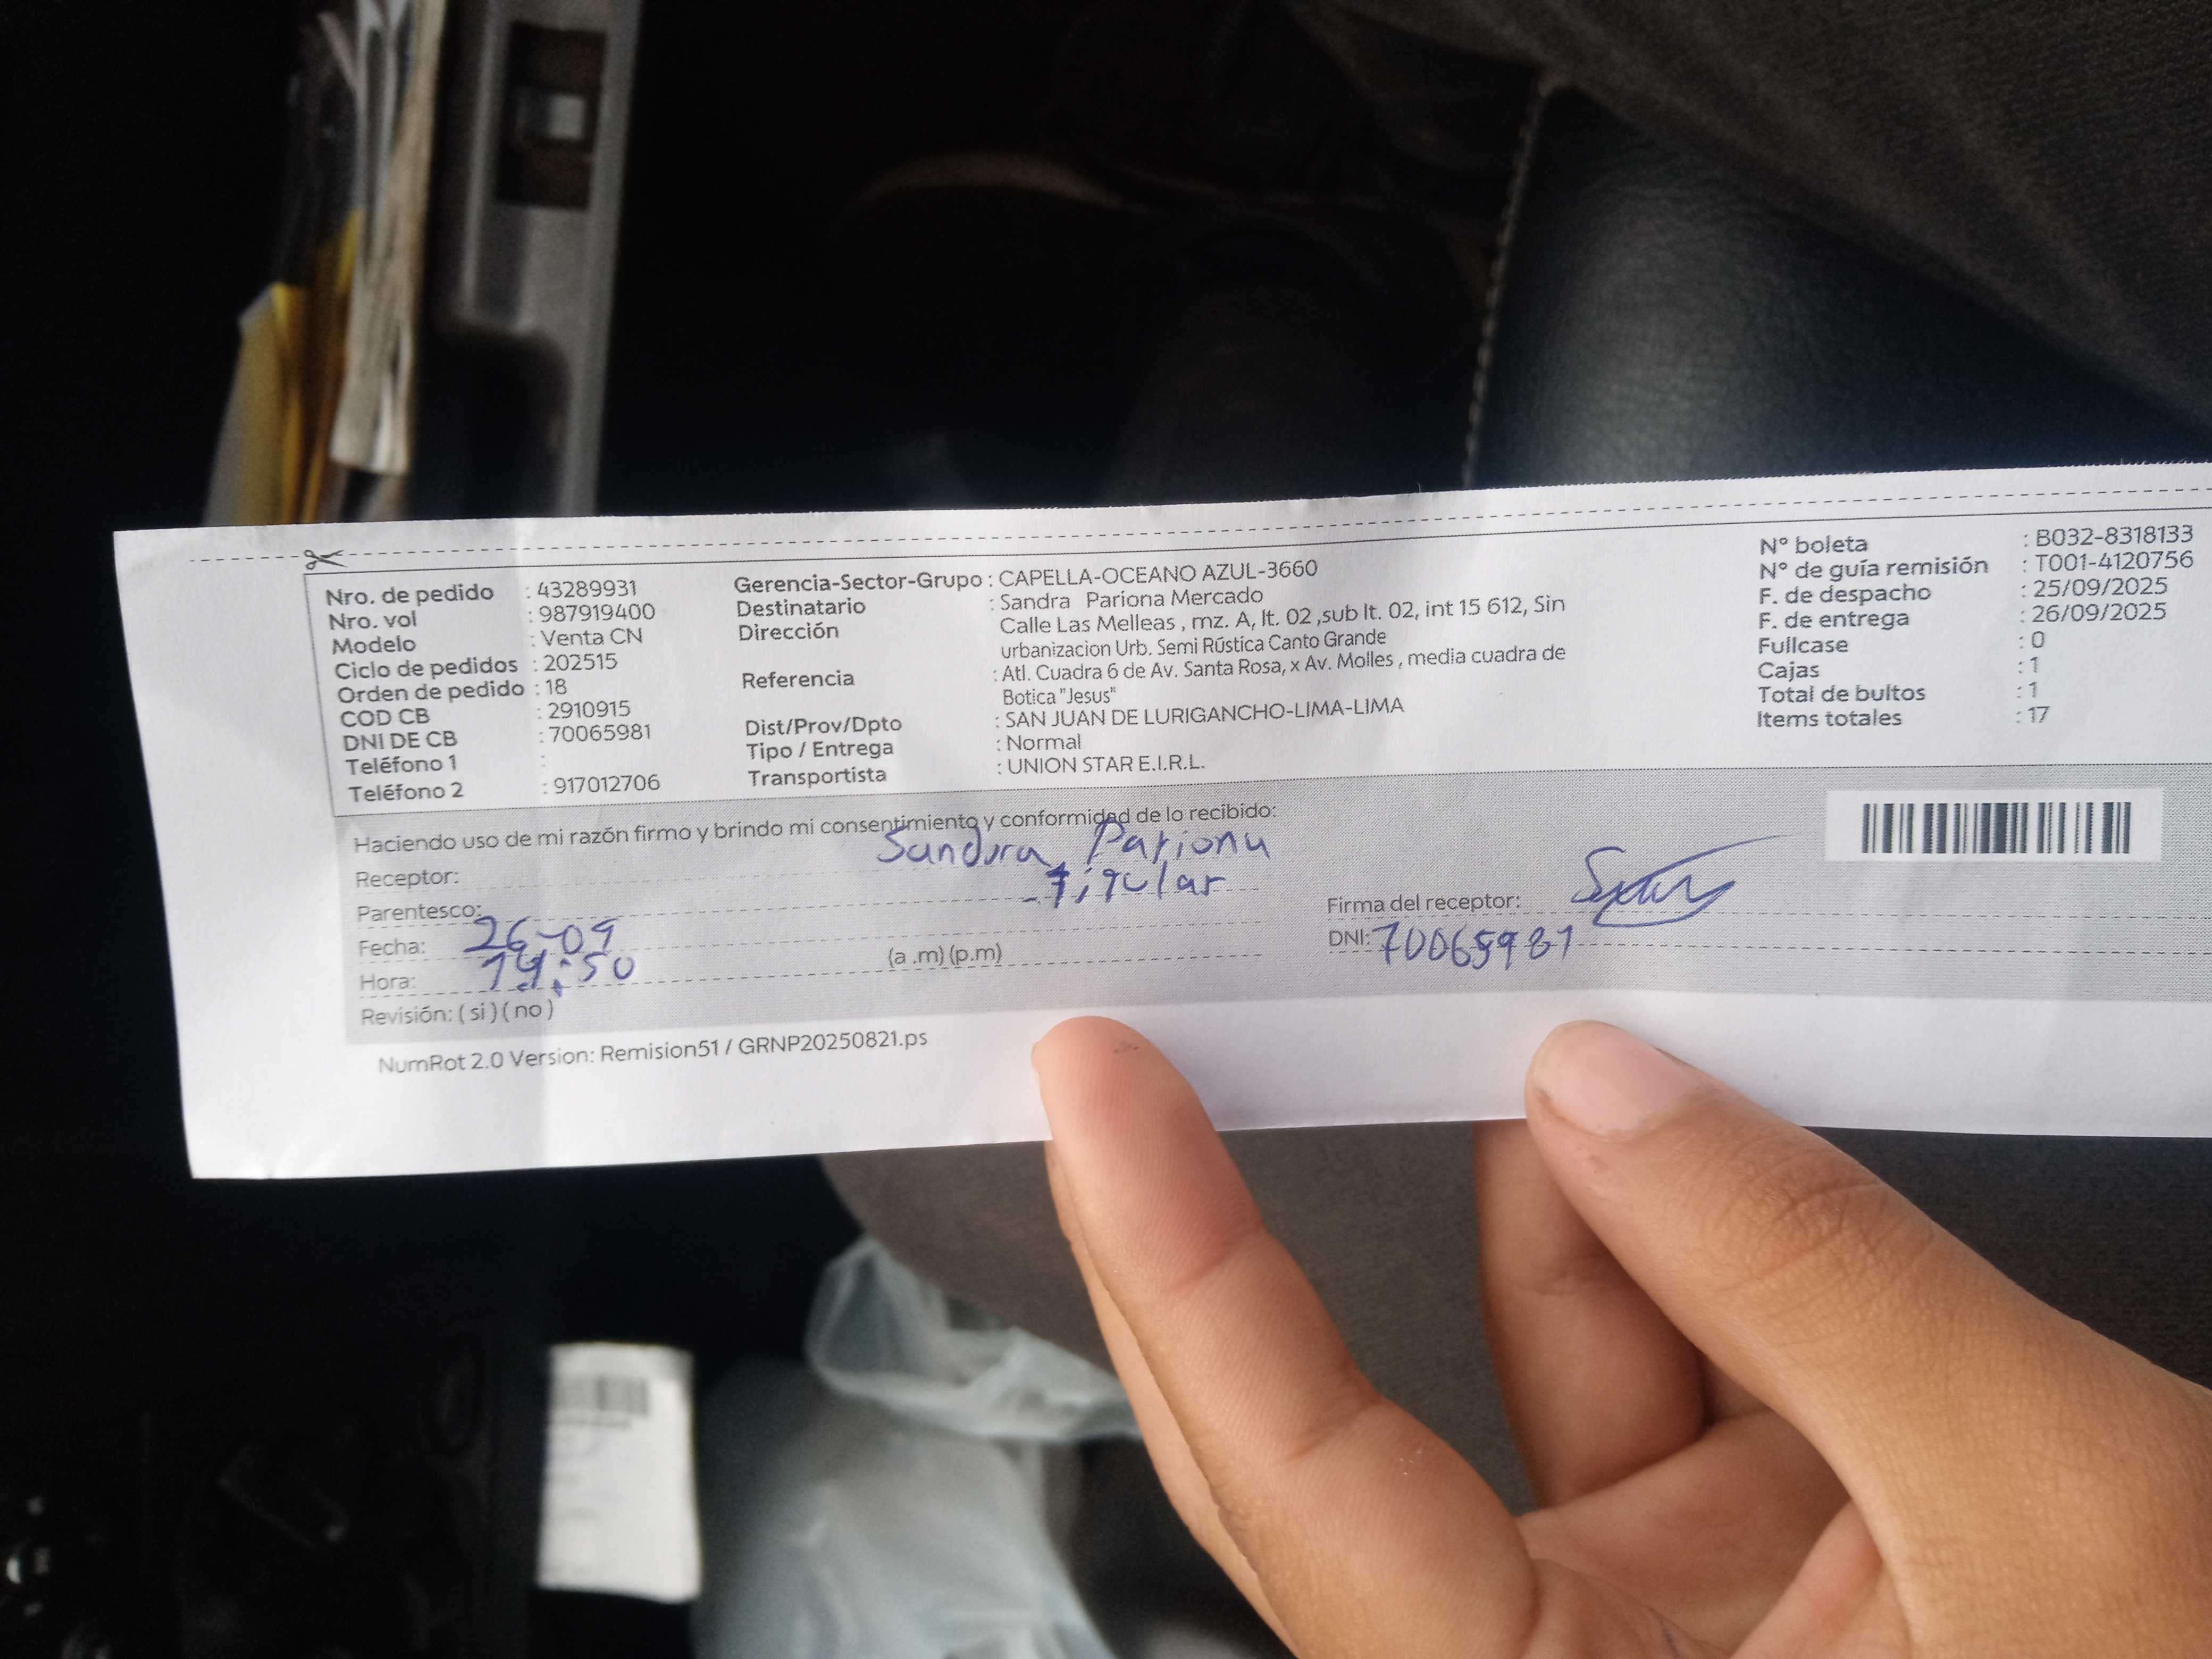 Nro. de pedido : 43289931
Nro. vol : 987919400
Modelo : Venta CN
Ciclo de pedidos : 202515
Orden de pedido : 18
COD CB : 2910915
DNI DE CB : 70065981
Teléfono 1 :
Teléfono 2 : 917012706
Gerencia-Sector-Grupo : CAPELLA-OCEANO AZUL-3660
Destinatario : Sandra Pariona Mercado
Dirección Calle Las Melleas , mz. A, lt. 02 ,sub lt. 02, int 15 612, Sin
urbanizacion Urb. Semi Rústica Canto Grande
Referencia : Atl. Cuadra 6 de Av. Santa Rosa, x Av. Molles , media cuadra de
Botica "Jesus"
Dist/Prov/Dpto : SAN JUAN DE LURIGANCHO-LIMA-LIMA
Tipo / Entrega : Normal
Transportista : UNION STAR E.I.R.L.
N° boleta : B032-8318133
N° de guía remisión : T001-4120756
F. de despacho : 25/09/2025
F. de entrega : 26/09/2025
Fullcase : 0
Cajas : 1
Total de bultos : 1
Items totales : 17
Haciendo uso de mi razón firmo y brindo mi consentimiento y conformidad de lo recibido:
Receptor: Sandra Pariona
Parentesco: Titular
Fecha: 26-09
Hora: 14:50 (a .m) (p.m)
Revisión: ( si ) ( no )
Firma del receptor:
DNI: 70065981
NumRot 2.0 Version: Remision51 / GRNP20250821.ps